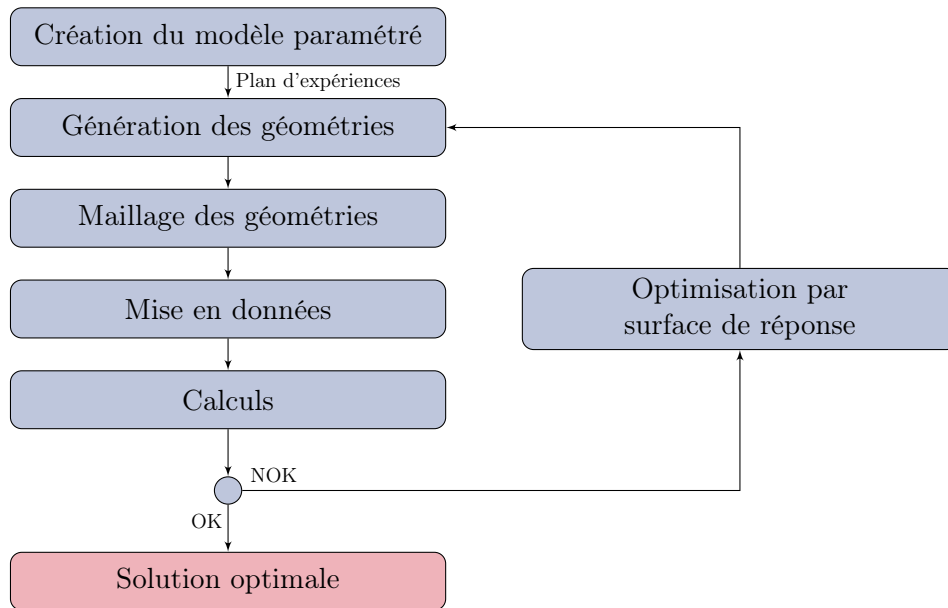 Création du modèle paramétré
Plan d'expériences
Génération des géométries
Maillage des géométries
Mise en données
Optimisation par
surface de réponse
Calculs
NOK
OK
Solution optimale